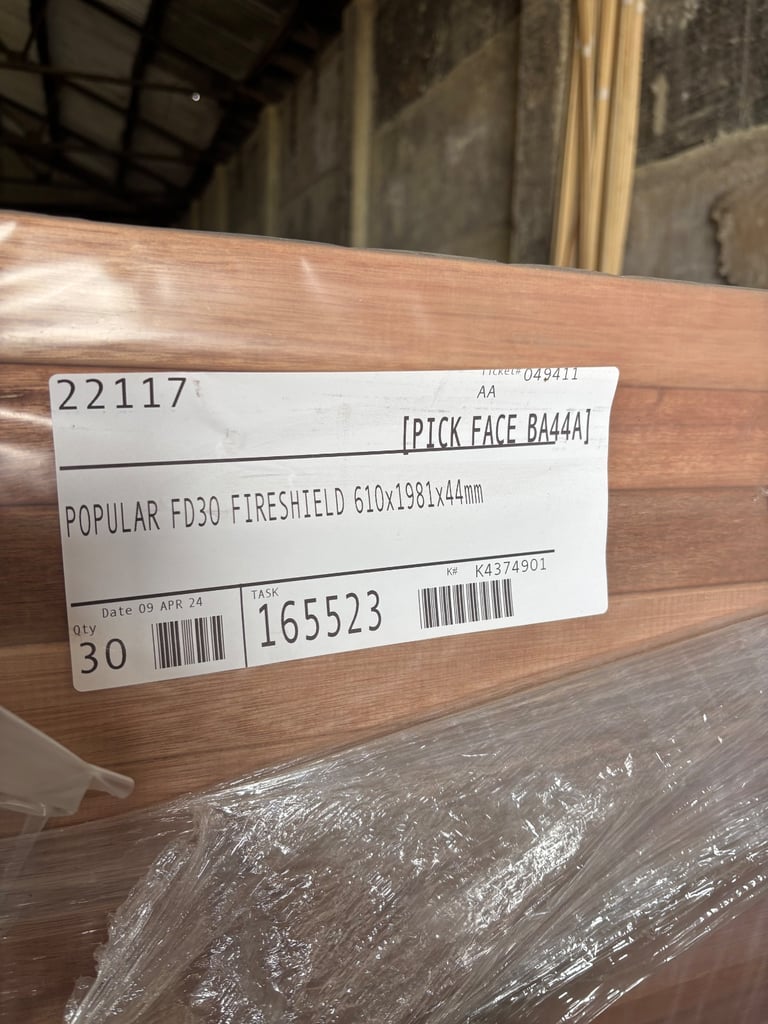 22117
Ticket# 049411
AA
[PICK FACE BA44A]
POPULAR FD30 FIRESHIELD 610x1981x44mm
Date 09 APR 24
Qty
30
TASK
165523
K# K4374901